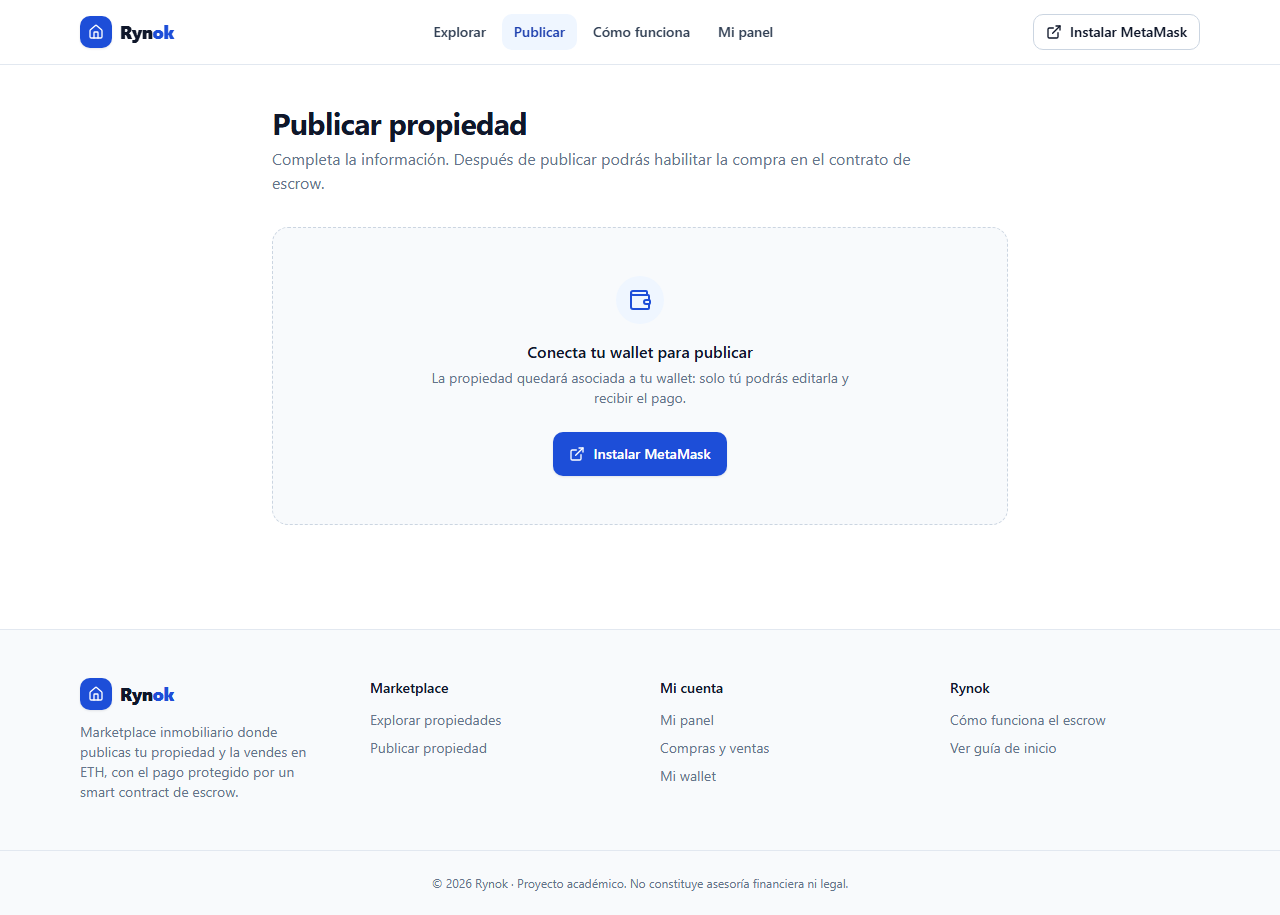 Rynok
Explorar
Publicar
Cómo funciona
Mi panel
Instalar MetaMask
Publicar propiedad
Completa la información. Después de publicar podrás habilitar la compra en el contrato de
escrow.
Conecta tu wallet para publicar
La propiedad quedará asociada a tu wallet: solo tú podrás editarla y
recibir el pago.
Instalar MetaMask
Rynok
Marketplace inmobiliario donde
publicas tu propiedad y la vendes en
ETH, con el pago protegido por un
smart contract de escrow.
Marketplace
Explorar propiedades
Publicar propiedad
Mi cuenta
Mi panel
Compras y ventas
Mi wallet
Rynok
Cómo funciona el escrow
Ver guía de inicio
© 2026 Rynok · Proyecto académico. No constituye asesoría financiera ni legal.